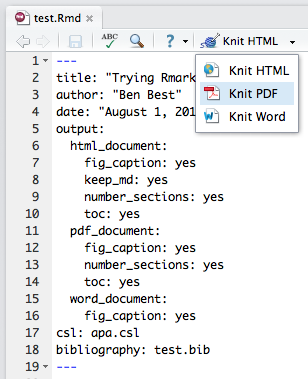 test.Rmd
ABC
Knit HTML
Knit HTML
Knit PDF
Knit Word
1 ---
2 title: "Trying Rmark
3 author: "Ben Best"
4 date: "August 1, 201
5 output:
6   html_document:
7     fig_caption: yes
8     keep_md: yes
9     number_sections: yes
10     toc: yes
11   pdf_document:
12     fig_caption: yes
13     number_sections: yes
14     toc: yes
15   word_document:
16     fig_caption: yes
17 csl: apa.csl
18 bibliography: test.bib
19 ---